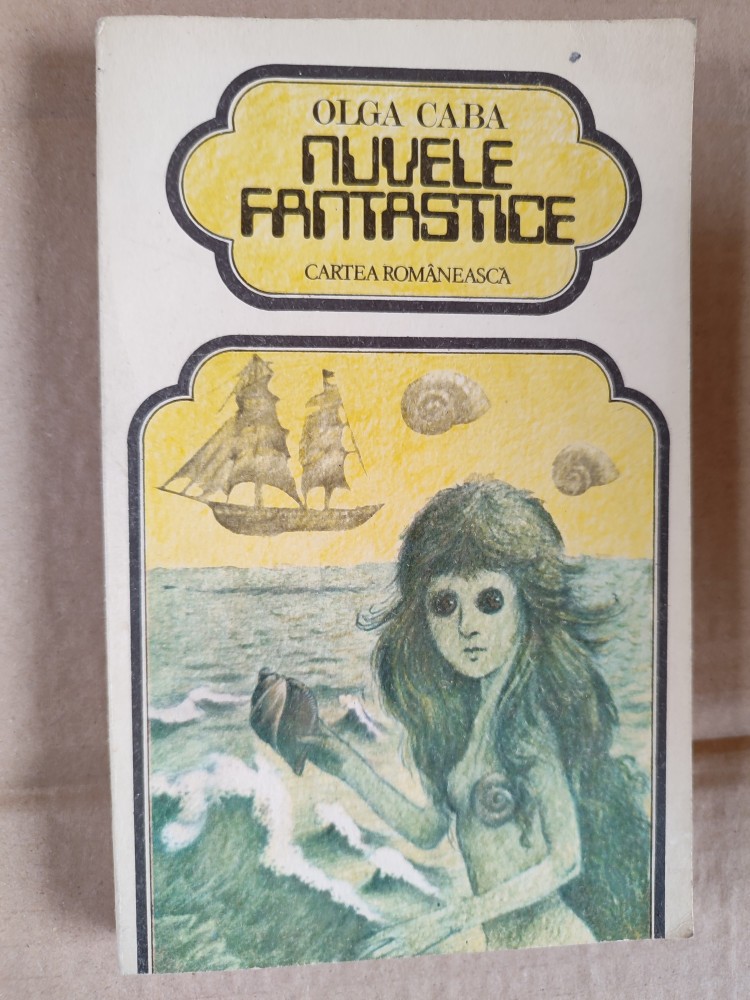 OLGA CABA
NUVELE
FANTASTICE
CARTEA ROMÂNEASCĂ